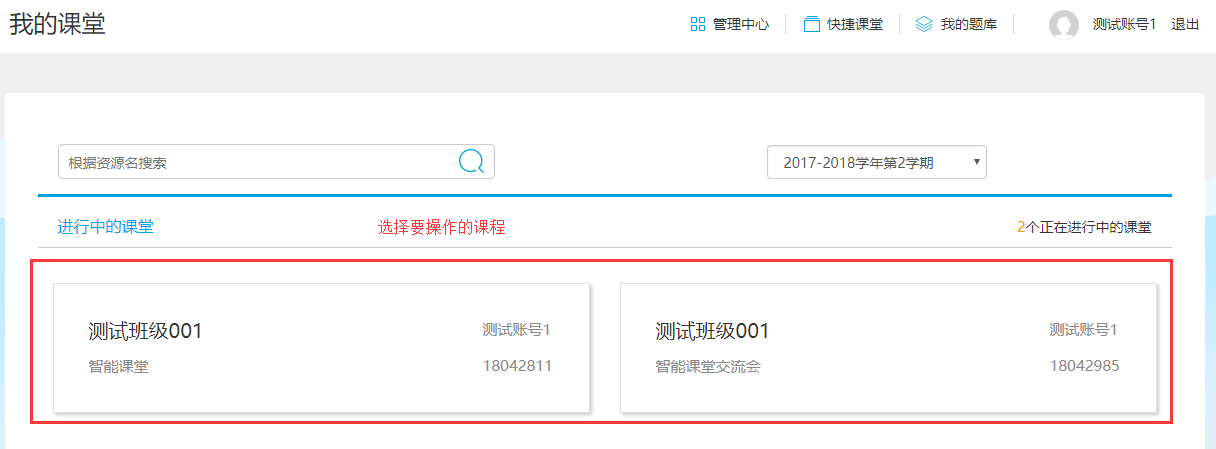 我的课堂 管理中心 快捷课堂 我的题库 测试账号1 退出
根据资源名搜索 2017-2018学年第2学期
进行中的课堂 选择要操作的课程 2个正在进行中的课堂
测试班级001 测试账号1 测试班级001 测试账号1
智能课堂 18042811 智能课堂交流会 18042985